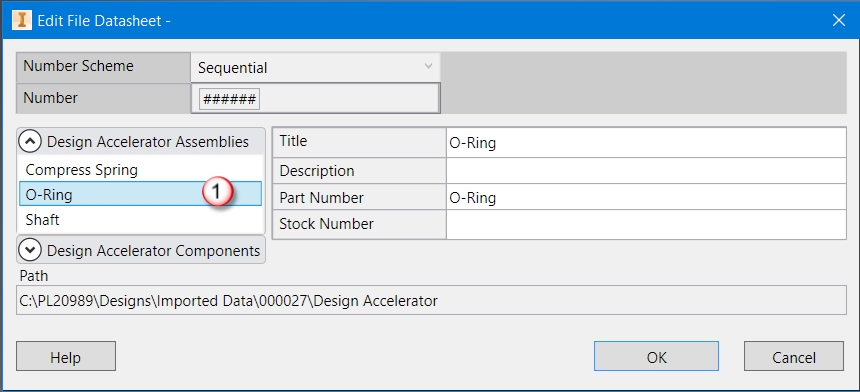 I Edit File Datasheet -
Number Scheme Sequential
Number ######
Design Accelerator Assemblies
Compress Spring
O-Ring 1
Shaft
Design Accelerator Components
Title O-Ring
Description
Part Number O-Ring
Stock Number
Path
C:\PL20989\Designs\Imported Data\000027\Design Accelerator
Help OK Cancel